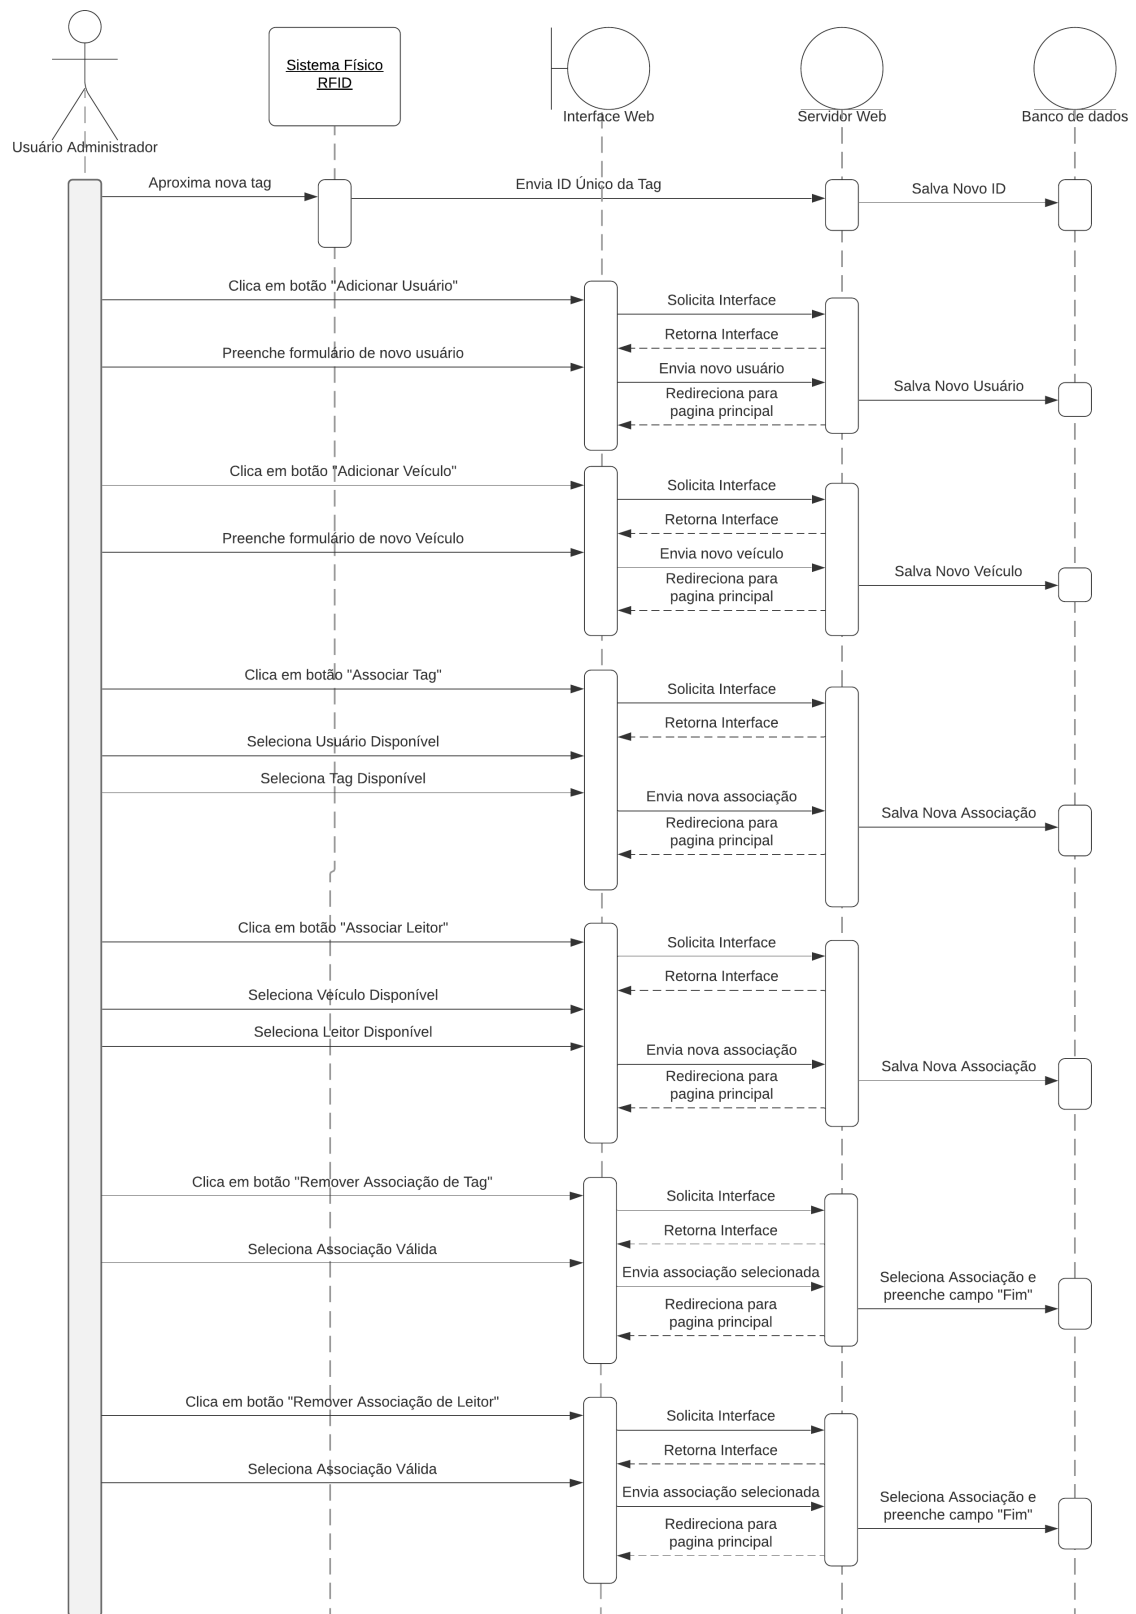 Sistema Físico
RFID
Interface Web
Servidor Web
Banco de dados
Usuário Administrador
Aproxima nova tag
Envia ID Único da Tag
Salva Novo ID
Clica em botão "Adicionar Usuário"
Solicita Interface
Retorna Interface
Preenche formulário de novo usuário
Envia novo usuário
Salva Novo Usuário
Redireciona para
pagina principal
Clica em botão "Adicionar Veículo"
Solicita Interface
Retorna Interface
Preenche formulário de novo Veículo
Envia novo veículo
Salva Novo Veículo
Redireciona para
pagina principal
Clica em botão "Associar Tag"
Solicita Interface
Retorna Interface
Seleciona Usuário Disponível
Seleciona Tag Disponível
Envia nova associação
Salva Nova Associação
Redireciona para
pagina principal
Clica em botão "Associar Leitor"
Solicita Interface
Retorna Interface
Seleciona Veículo Disponível
Seleciona Leitor Disponível
Envia nova associação
Salva Nova Associação
Redireciona para
pagina principal
Clica em botão "Remover Associação de Tag"
Solicita Interface
Retorna Interface
Seleciona Associação Válida
Envia associação selecionada
Seleciona Associação e
preenche campo "Fim"
Redireciona para
pagina principal
Clica em botão "Remover Associação de Leitor"
Solicita Interface
Retorna Interface
Seleciona Associação Válida
Envia associação selecionada
Seleciona Associação e
preenche campo "Fim"
Redireciona para
pagina principal